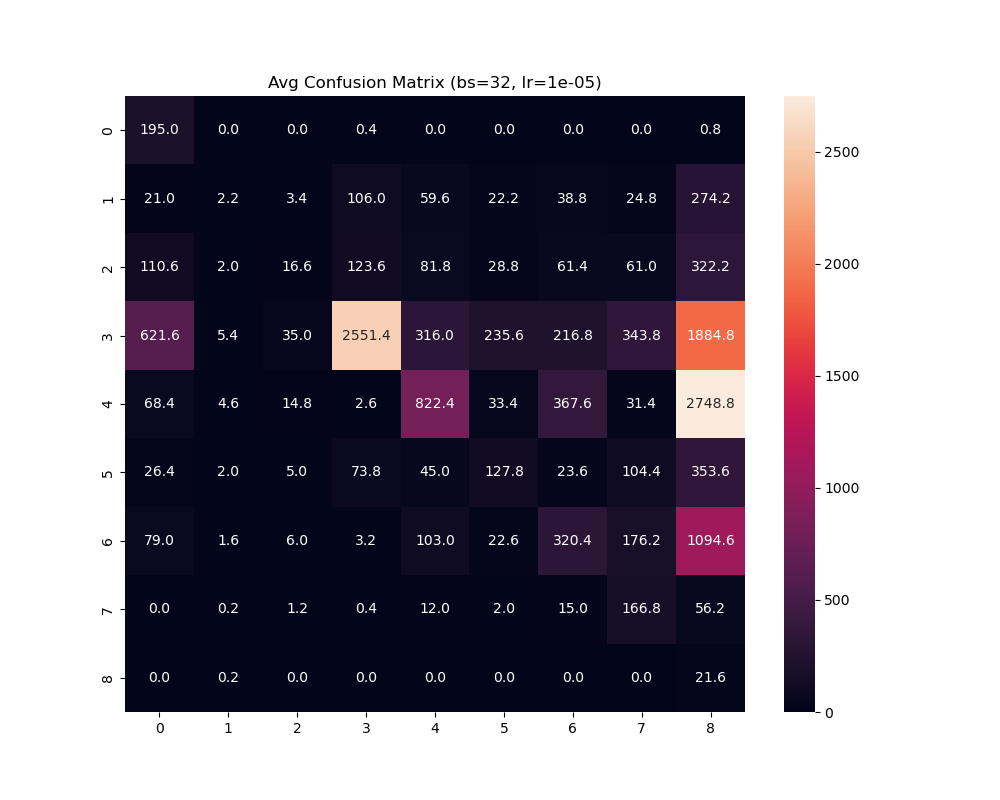 Avg Confusion Matrix (bs=32, lr=1e-05)
0 195.0 0.0 0.0 0.4 0.0 0.0 0.0 0.0 0.8
1 21.0 2.2 3.4 106.0 59.6 22.2 38.8 24.8 274.2
2 110.6 2.0 16.6 123.6 81.8 28.8 61.4 61.0 322.2
3 621.6 5.4 35.0 2551.4 316.0 235.6 216.8 343.8 1884.8
4 68.4 4.6 14.8 2.6 822.4 33.4 367.6 31.4 2748.8
5 26.4 2.0 5.0 73.8 45.0 127.8 23.6 104.4 353.6
6 79.0 1.6 6.0 3.2 103.0 22.6 320.4 176.2 1094.6
7 0.0 0.2 1.2 0.4 12.0 2.0 15.0 166.8 56.2
8 0.0 0.2 0.0 0.0 0.0 0.0 0.0 0.0 21.6
0 1 2 3 4 5 6 7 8
2500
2000
1500
1000
500
0